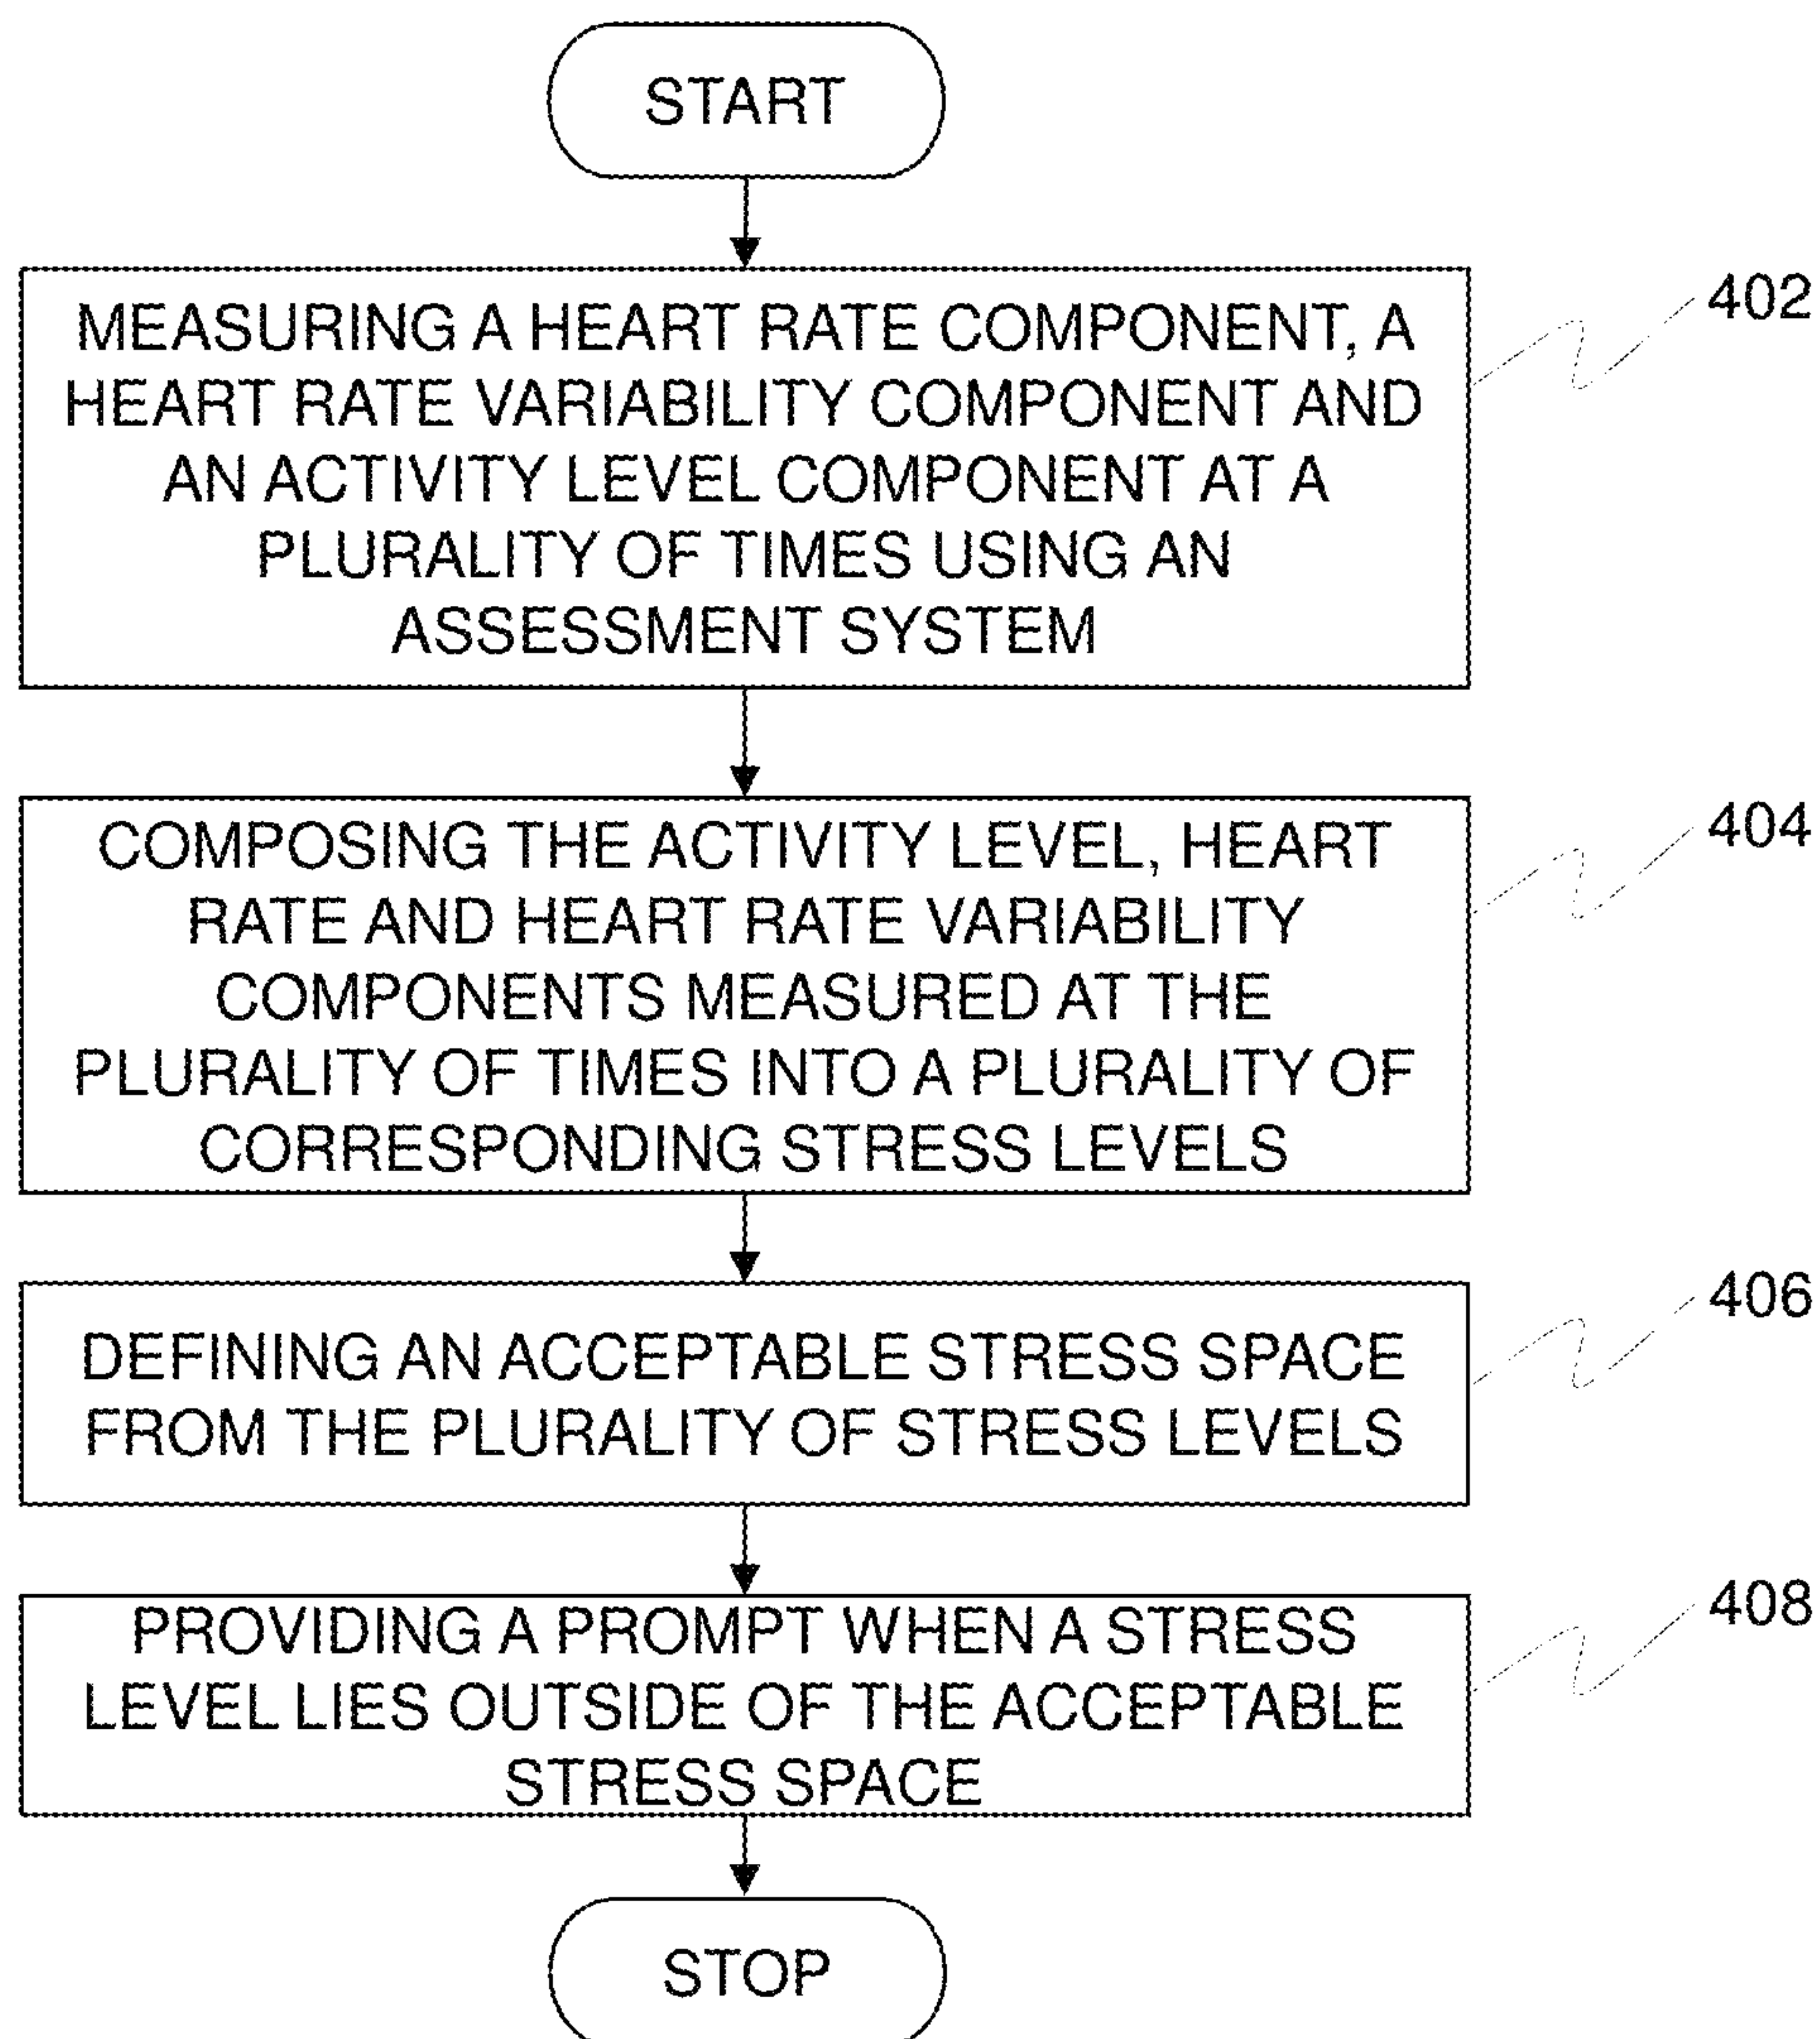 START
MEASURING A HEART RATE COMPONENT, A
HEART RATE VARIABILITY COMPONENT AND
AN ACTIVITY LEVEL COMPONENT AT A
PLURALITY OF TIMES USING AN
ASSESSMENT SYSTEM
402
COMPOSING THE ACTIVITY LEVEL, HEART
RATE AND HEART RATE VARIABILITY
COMPONENTS MEASURED AT THE
PLURALITY OF TIMES INTO A PLURALITY OF
CORRESPONDING STRESS LEVELS
404
DEFINING AN ACCEPTABLE STRESS SPACE
FROM THE PLURALITY OF STRESS LEVELS
406
PROVIDING A PROMPT WHEN A STRESS
LEVEL LIES OUTSIDE OF THE ACCEPTABLE
STRESS SPACE
408
STOP